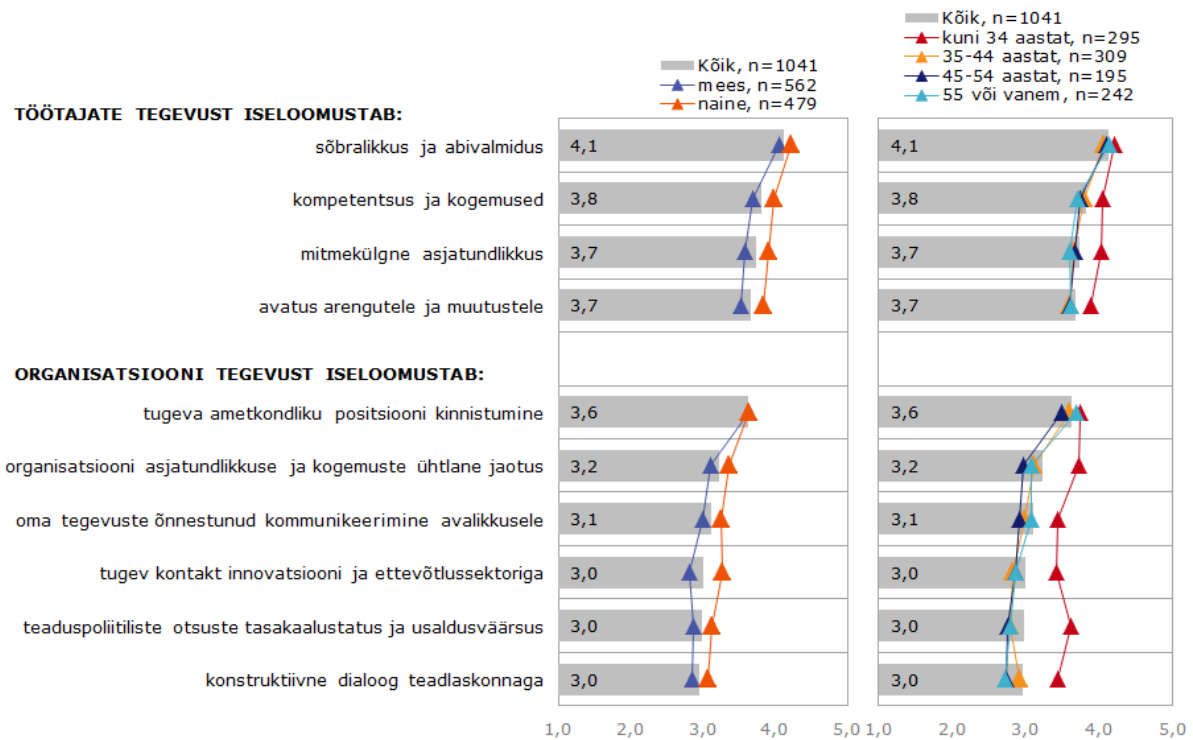 Kõik, n=1041
mees, n=562
naine, n=479
Kõik, n=1041
kuni 34 aastat, n=295
35-44 aastat, n=309
45-54 aastat, n=195
55 või vanem, n=242
TÖÖTAJATE TEGEVUST ISELOOMUSTAB:
sõbralikkus ja abivalmidus 4,1 4,1
kompetentsus ja kogemused 3,8 3,8
mitmekülgne asjatundlikkus 3,7 3,7
avatus arengutele ja muutustele 3,7 3,7
ORGANISATSIOONI TEGEVUST ISELOOMUSTAB:
tugeva ametkondliku positsiooni kinnistumine 3,6 3,6
organisatsiooni asjatundlikkuse ja kogemuste ühtlane jaotus 3,2 3,2
oma tegevuste õnnestunud kommunikeerimine avalikkusele 3,1 3,1
tugev kontakt innovatsiooni ja ettevõtlussektoriga 3,0 3,0
teaduspoliitiliste otsuste tasakaalustatus ja usaldusväärsus 3,0 3,0
konstruktiivne dialoog teadlaskonnaga 3,0 3,0
1,0 2,0 3,0 4,0 5,0 1,0 2,0 3,0 4,0 5,0